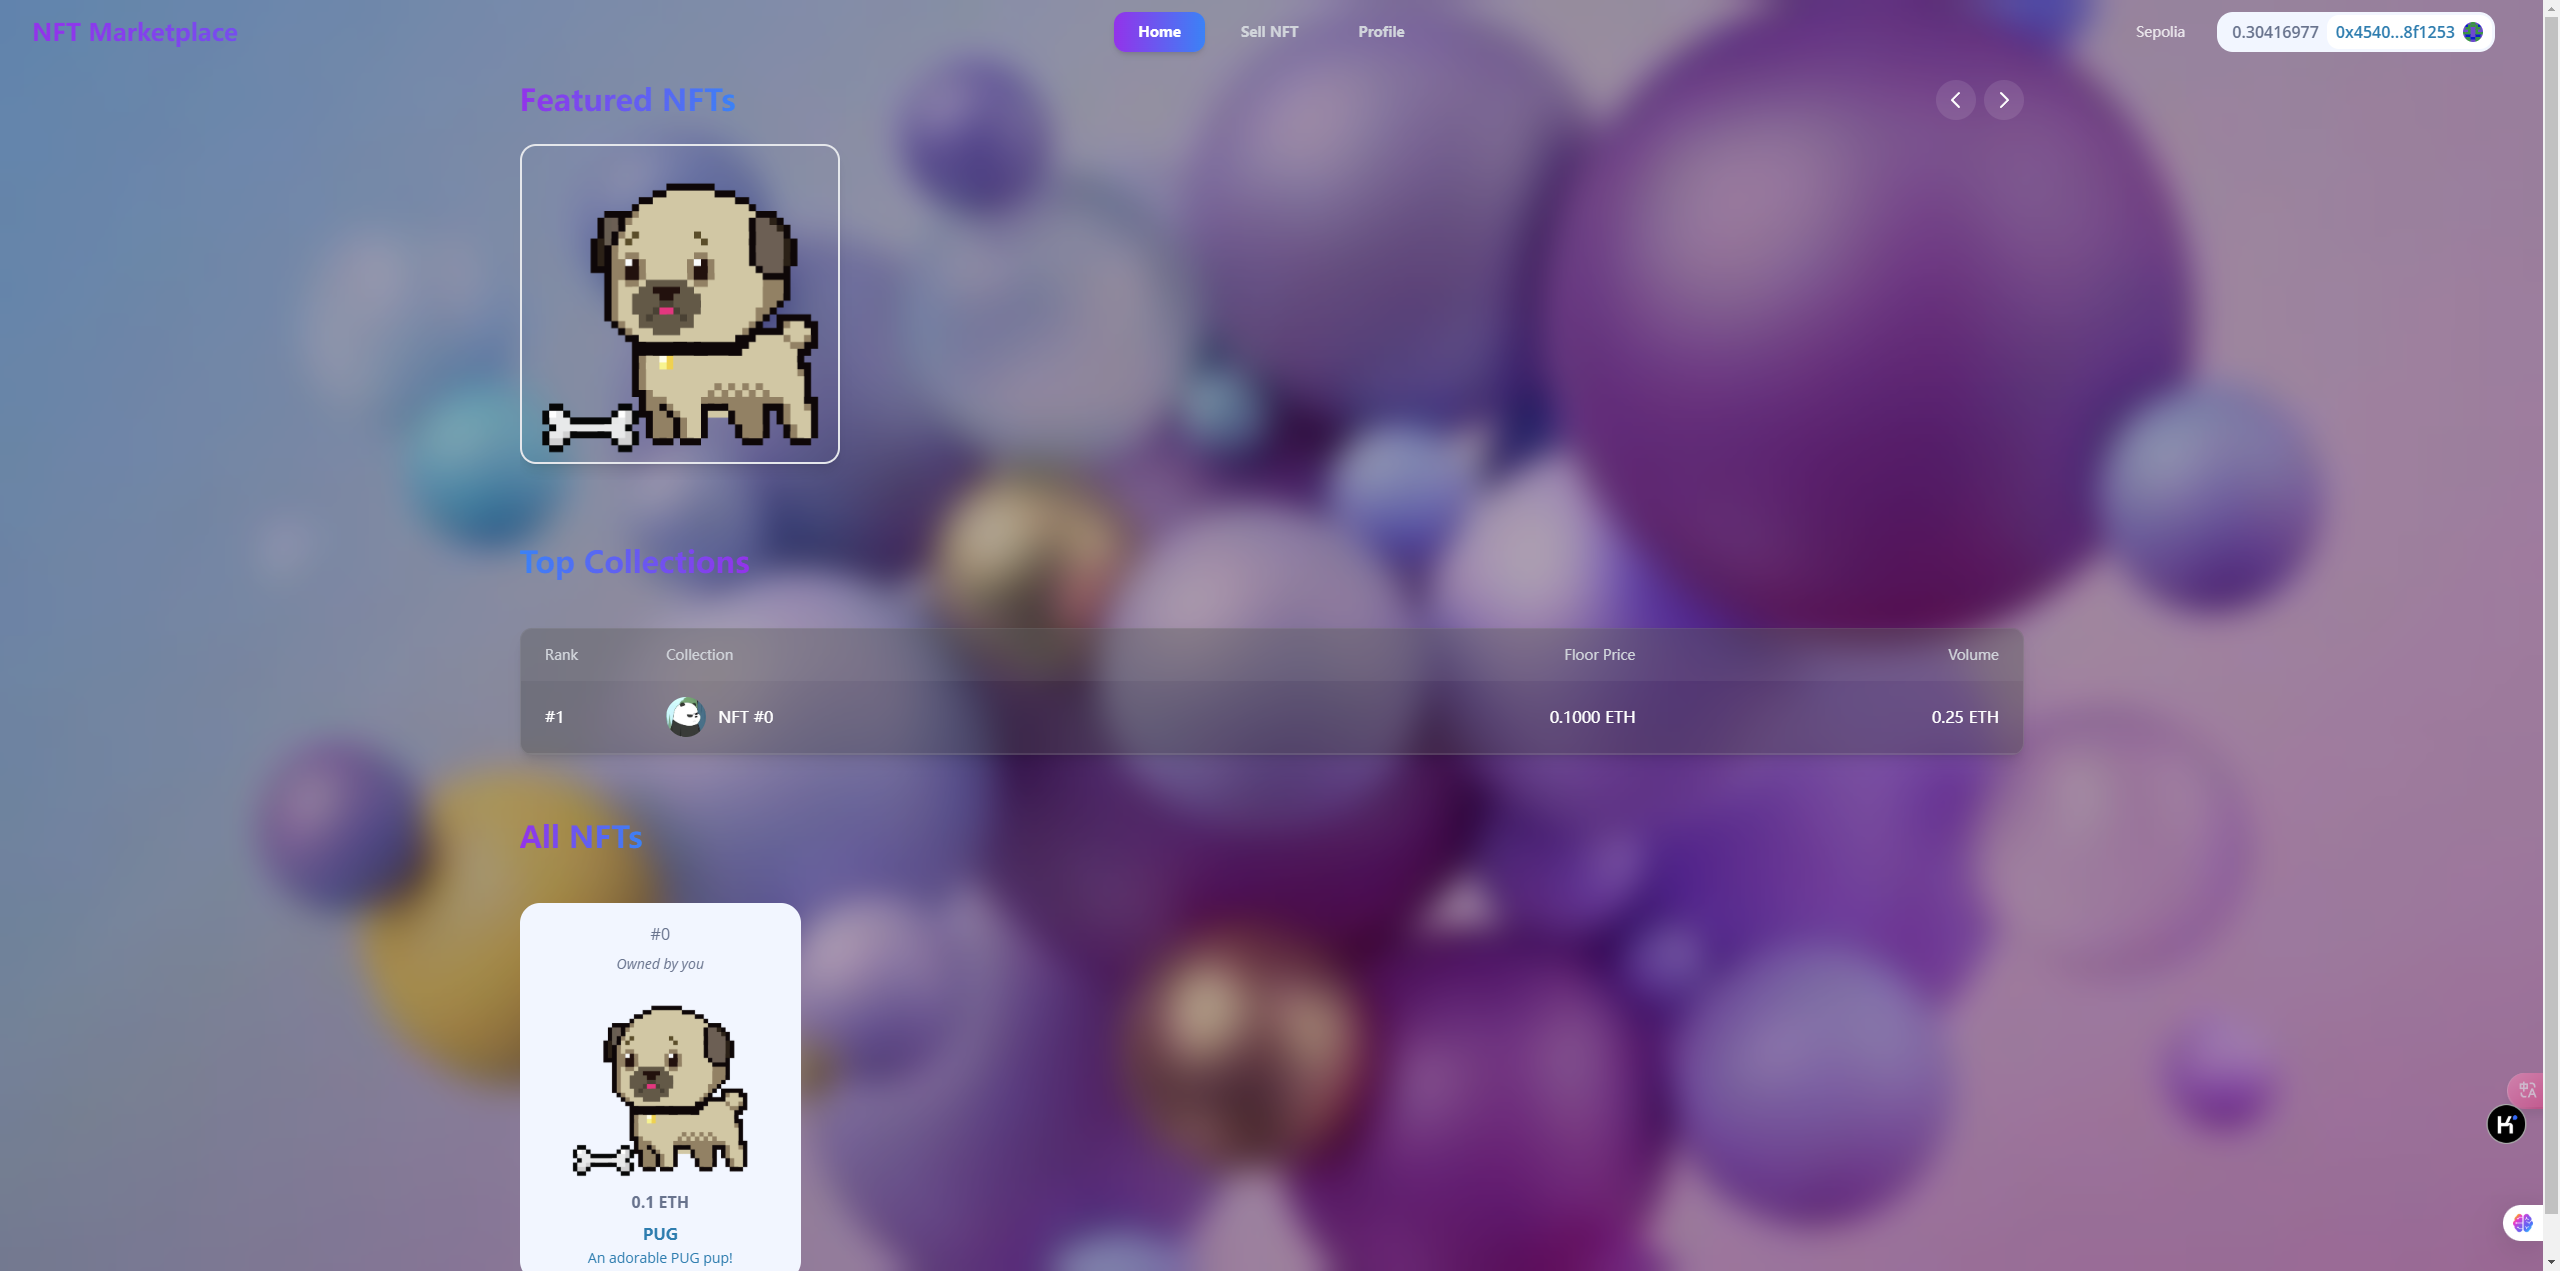 NFT Marketplace
Home Sell NFT Profile
Sepolia 0.30416977 0x4540...8f1253
Featured NFTs
Top Collections
Rank Collection Floor Price Volume
#1 NFT #0 0.1000 ETH 0.25 ETH
All NFTs
#0
Owned by you
0.1 ETH
PUG
An adorable PUG pup!
中 A
K